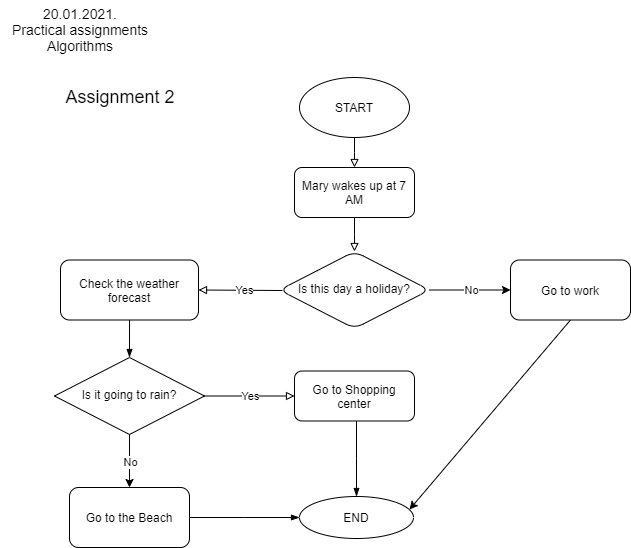 20.01.2021.
Practical assignments
Algorithms
Assignment 2
START
Mary wakes up at 7
AM
Is this day a holiday?
Yes
No
Check the weather
forecast
Go to work
Is it going to rain?
Yes
Go to Shopping
center
No
Go to the Beach
END